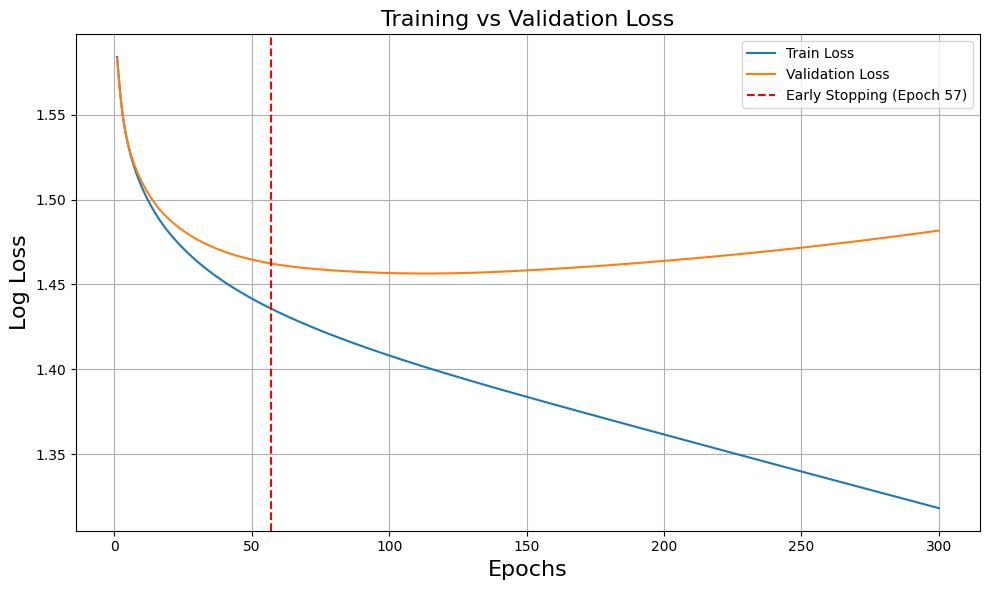 Training vs Validation Loss
Train Loss
Validation Loss
Early Stopping (Epoch 57)
Log Loss
1.55
1.50
1.45
1.40
1.35
0 50 100 150 200 250 300
Epochs